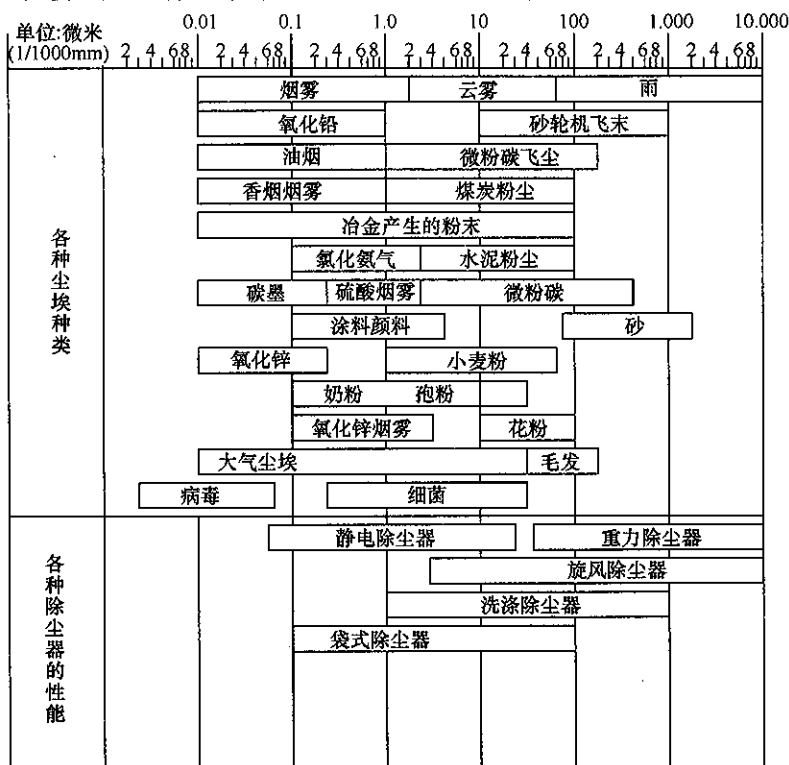 单位:微米
(1/1000mm)
0.01 0.1 1.0 10 100 1.000 10.000
2 4 68 2 4 68 2 4 68 2 4 68 2 4 68 2 4 68 2 4 68
各种尘埃种类
烟雾 云雾 雨
氧化铅 砂轮机飞末
油烟 微粉碳飞尘
香烟烟雾 煤炭粉尘
冶金产生的粉末
氯化氨气 水泥粉尘
碳墨 硫酸烟雾 微粉碳
涂料颜料 砂
氧化锌 小麦粉
奶粉 孢粉
氧化锌烟雾 花粉
大气尘埃 毛发
病毒 细菌
各种除尘器的性能
静电除尘器 重力除尘器
旋风除尘器
洗涤除尘器
袋式除尘器